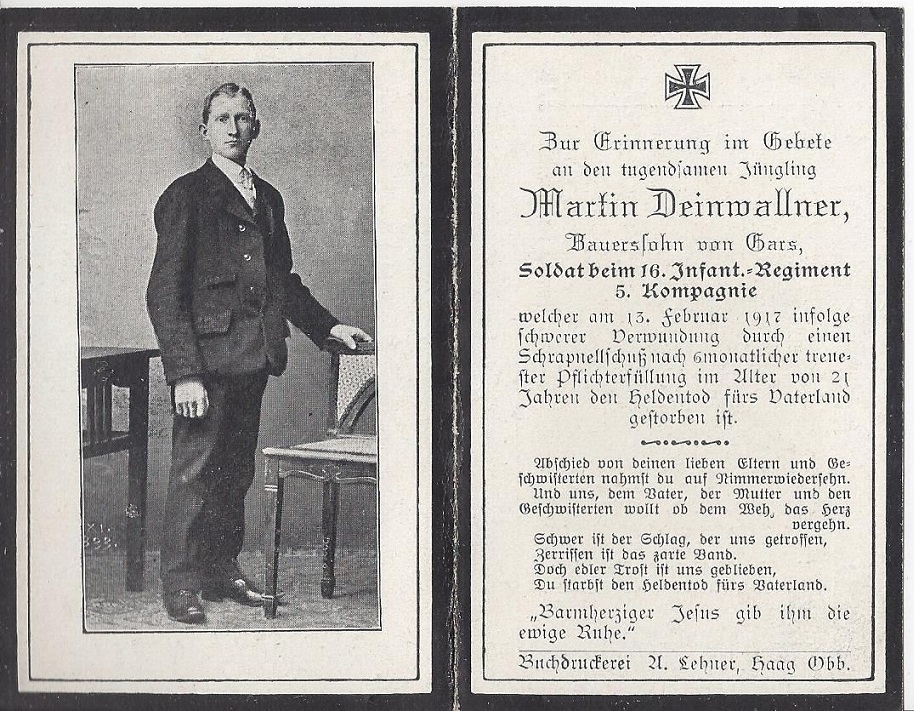 Zur Erinnerung im Gebete
an den tugendsamen Jüngling
Martin Deinwallner,
Bauerssohn von Gars,
Soldat beim 16. Infant.-Regiment
5. Kompagnie
welcher am 13. Februar 1917 infolge
schwerer Verwundung durch einen
Schrapnellschuß nach 6monatlicher treue-
ster Pflichterfüllung im Alter von 21
Jahren den Heldentod fürs Vaterland
gestorben ist.
Abschied von deinen lieben Eltern und Ge-
schwisterten nahmst du auf Nimmerwiedersehn.
Und uns, dem Vater, der Mutter und den
Geschwisterten wollt ob dem Weh, das Herz
vergehn.
Schwer ist der Schlag, der uns getroffen,
Zerrissen ist das zarte Band.
Doch edler Trost ist uns geblieben,
Du starbst den Heldentod fürs Vaterland.
„Barmherziger Jesus gib ihm die
ewige Ruhe."
Buchdruckerei A. Lehner, Haag Obb.